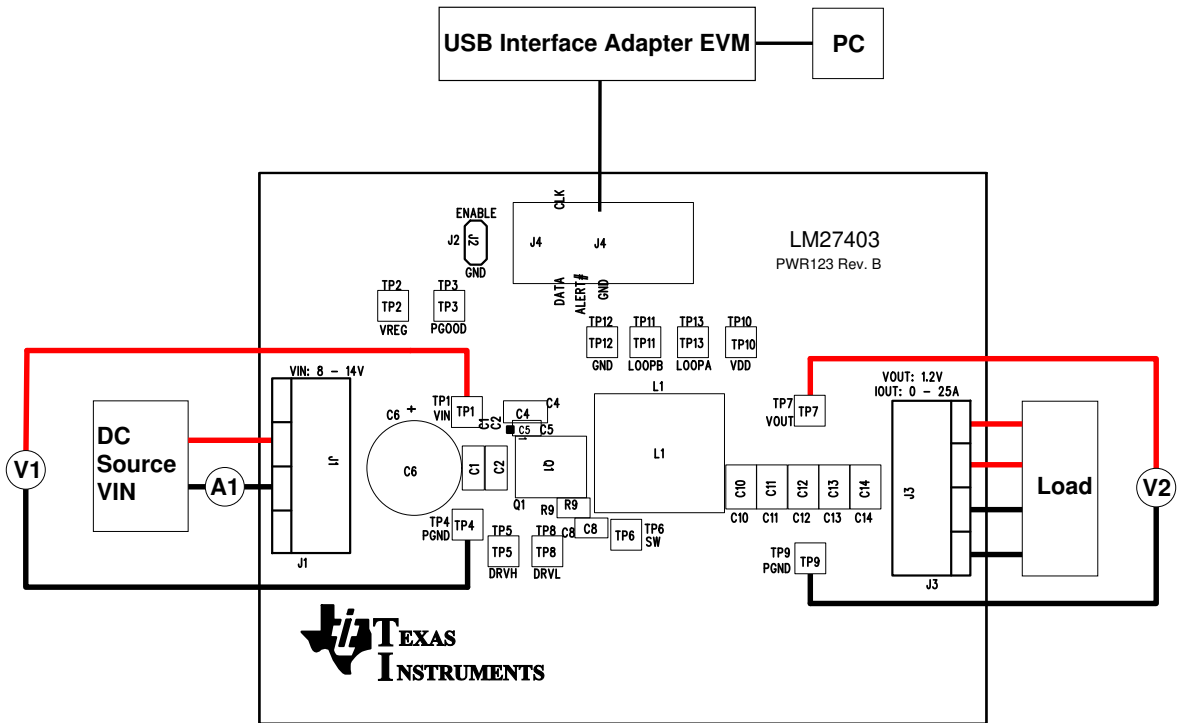 USB Interface Adapter EVM
PC
CLK
ENABLE
J2
J2
GND
J4
J4
DATA
ALERT#
GND
LM27403
PWR123 Rev. B
TP2
TP2
VREG
TP3
TP3
PGOOD
TP12
TP12
GND
TP11
TP11
LOOPB
TP13
TP13
LOOPA
TP10
TP10
VDD
VIN: 8 - 14V
VOUT: 1.2V
IOUT: 0 - 25A
DC
Source
VIN
V1
A1
J1
J1
C6
+
C6
TP1
VIN
TP1
C1
C2
C4
C4
C5
C5
1
C1
C2
Q1
Q1
L1
L1
R9
R9
C8
C8
TP7
VOUT
TP7
C10
C11
C12
C13
C14
C10
C11
C12
C13
C14
J3
J3
Load
V2
TP4
PGND
TP4
TP5
TP5
DRVH
TP8
TP8
DRVL
TP6
TP6
SW
TP9
PGND
TP9
ti
TEXAS
INSTRUMENTS